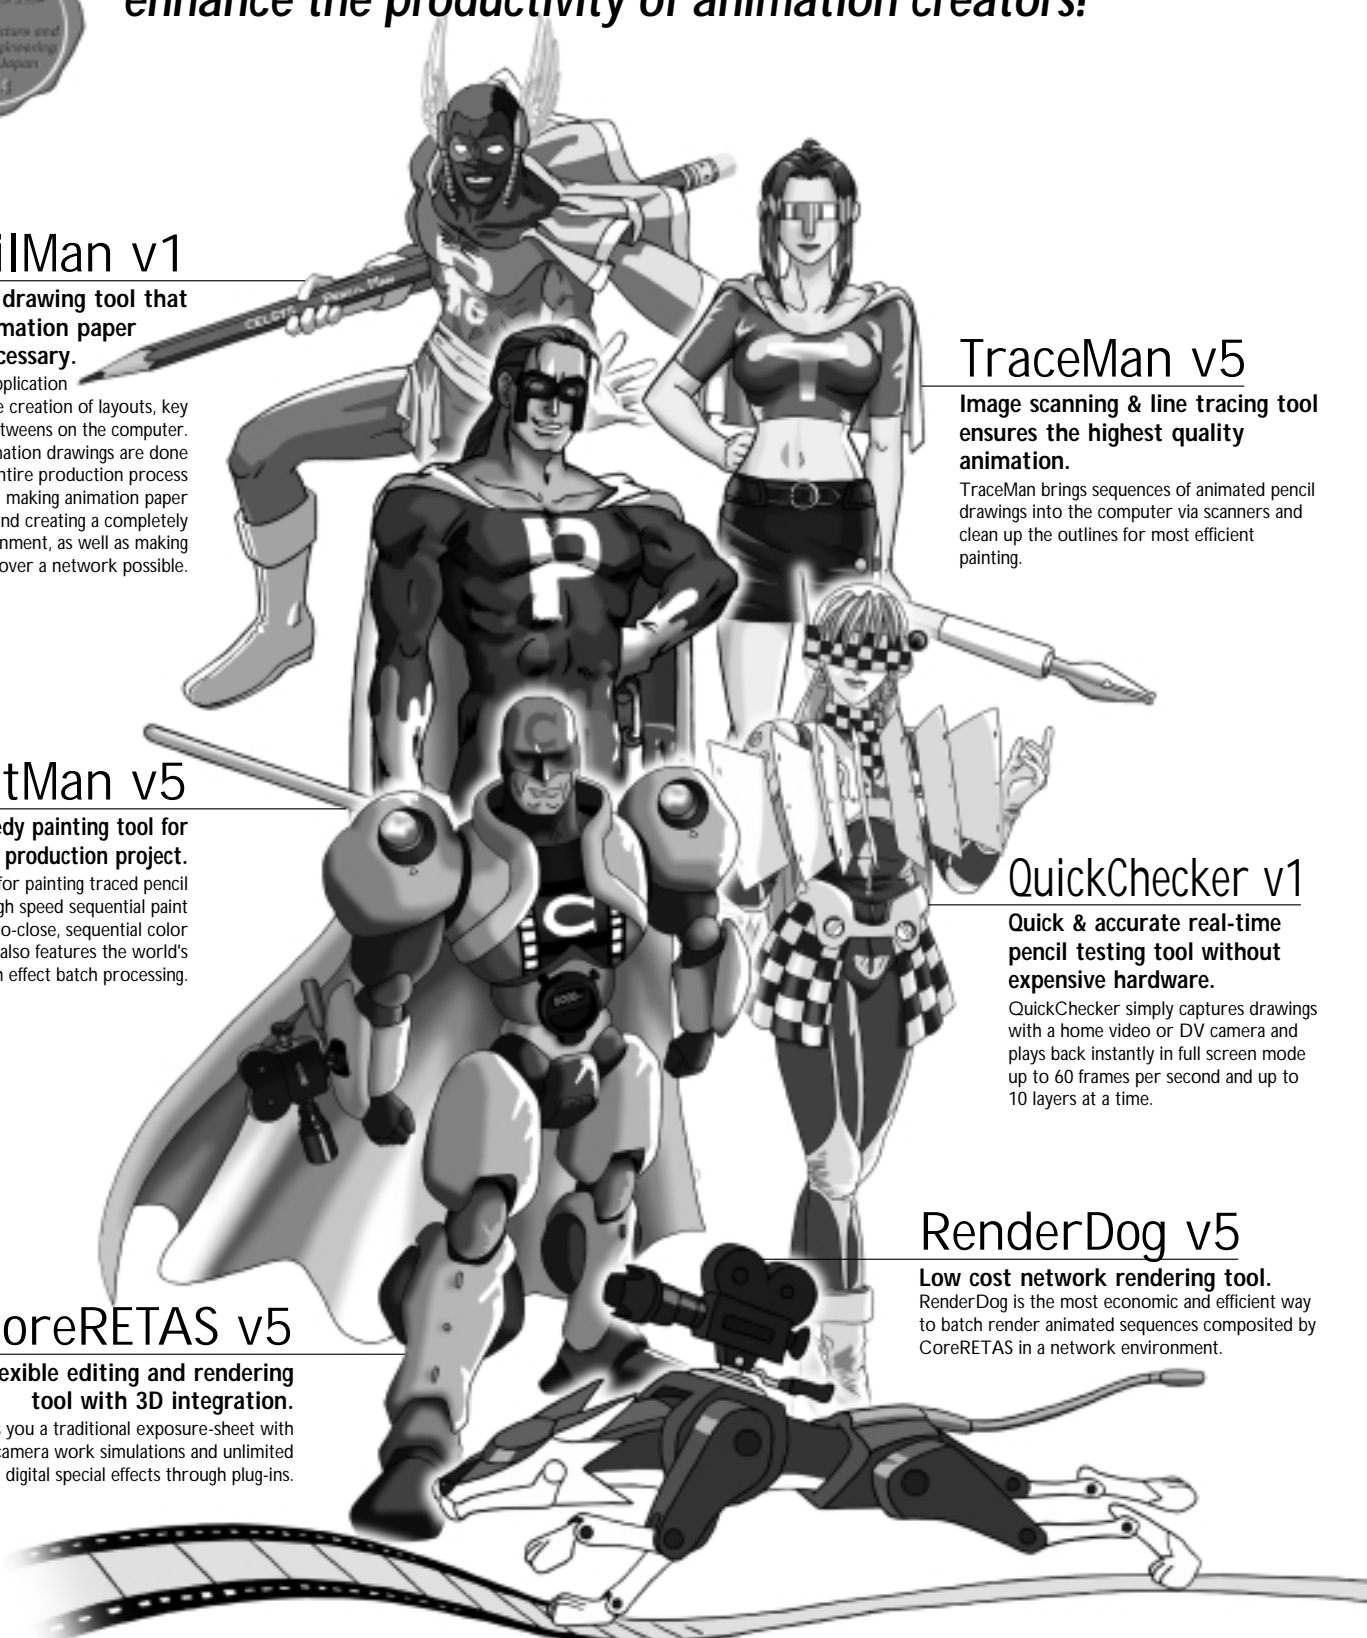 enhance the productivity of animation creators!
Japan
ilMan v1
drawing tool that
mation paper
cessary.
pplication
e creation of layouts, key
tweens on the computer.
nation drawings are done
ntire production process
making animation paper
nd creating a completely
nment, as well as making
over a network possible.
CELSYS Pencil Man
P
T
TraceMan v5
Image scanning & line tracing tool
ensures the highest quality
animation.
TraceMan brings sequences of animated pencil
drawings into the computer via scanners and
clean up the outlines for most efficient
painting.
P
tMan v5
edy painting tool for
production project.
for painting traced pencil
gh speed sequential paint
o-close, sequential color
also features the world's
n effect batch processing.
C
C
QuickChecker v1
Quick & accurate real-time
pencil testing tool without
expensive hardware.
QuickChecker simply captures drawings
with a home video or DV camera and
plays back instantly in full screen mode
up to 60 frames per second and up to
10 layers at a time.
RenderDog v5
Low cost network rendering tool.
RenderDog is the most economic and efficient way
to batch render animated sequences composited by
CoreRETAS in a network environment.
oreRETAS v5
exible editing and rendering
tool with 3D integration.
s you a traditional exposure-sheet with
camera work simulations and unlimited
digital special effects through plug-ins.